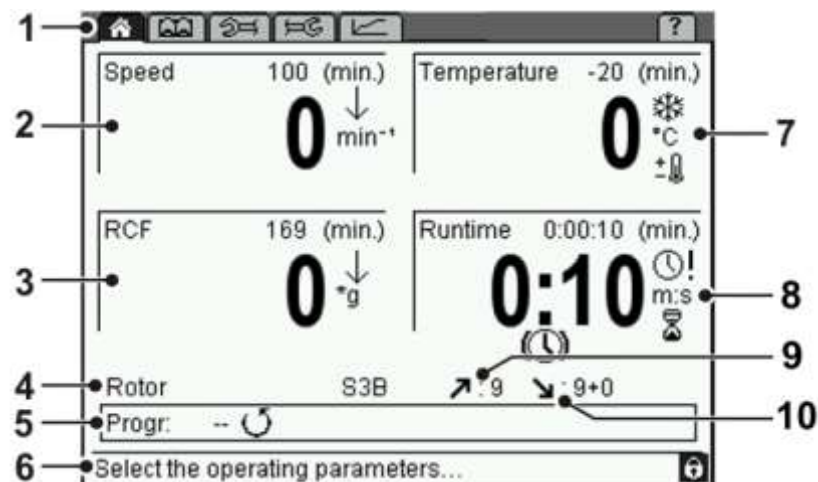 1 ?
Speed 100 (min.) Temperature -20 (min.)
2 0 min⁻¹ 0 °C 7
RCF 169 (min.) Runtime 0:00:10 (min.)
3 0 *g 0:10 ! m:s 8
9
4 Rotor S3B : 9 : 9+0
5 Progr: -- 10
6 Select the operating parameters...